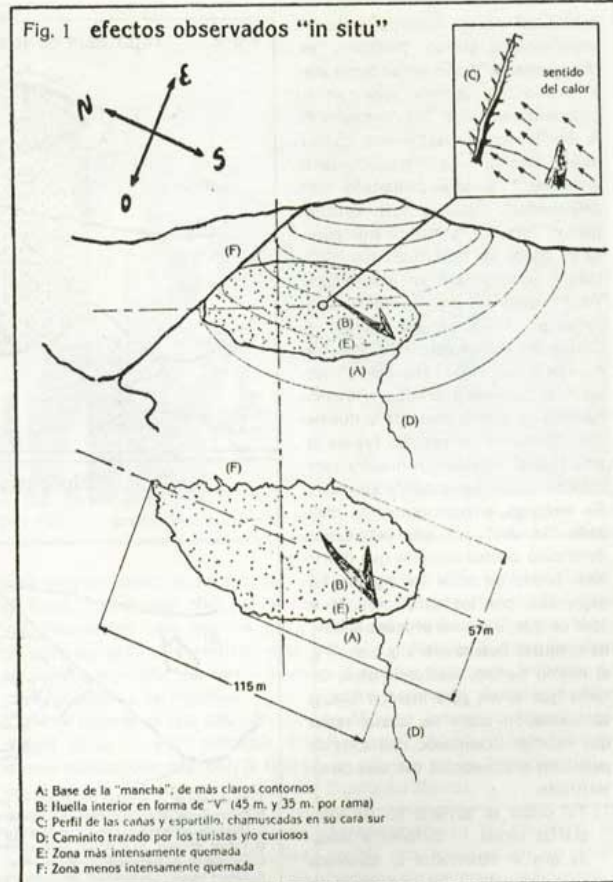 Fig. 1 efectos observados "in situ"
N
E
S
O
(C)
sentido
del calor
(F)
(B)
(E)
(A)
(D)
(F)
(B)
(E)
(A)
57m
115 m
(D)
A: Base de la "mancha", de más claros contornos
B: Huella interior en forma de "V" (45 m. y 35 m. por rama)
C: Perfil de las cañas y espartillo, chamuscadas en su cara sur
D: Caminito trazado por los turistas y/o curiosos
E: Zona más intensamente quemada
F: Zona menos intensamente quemada